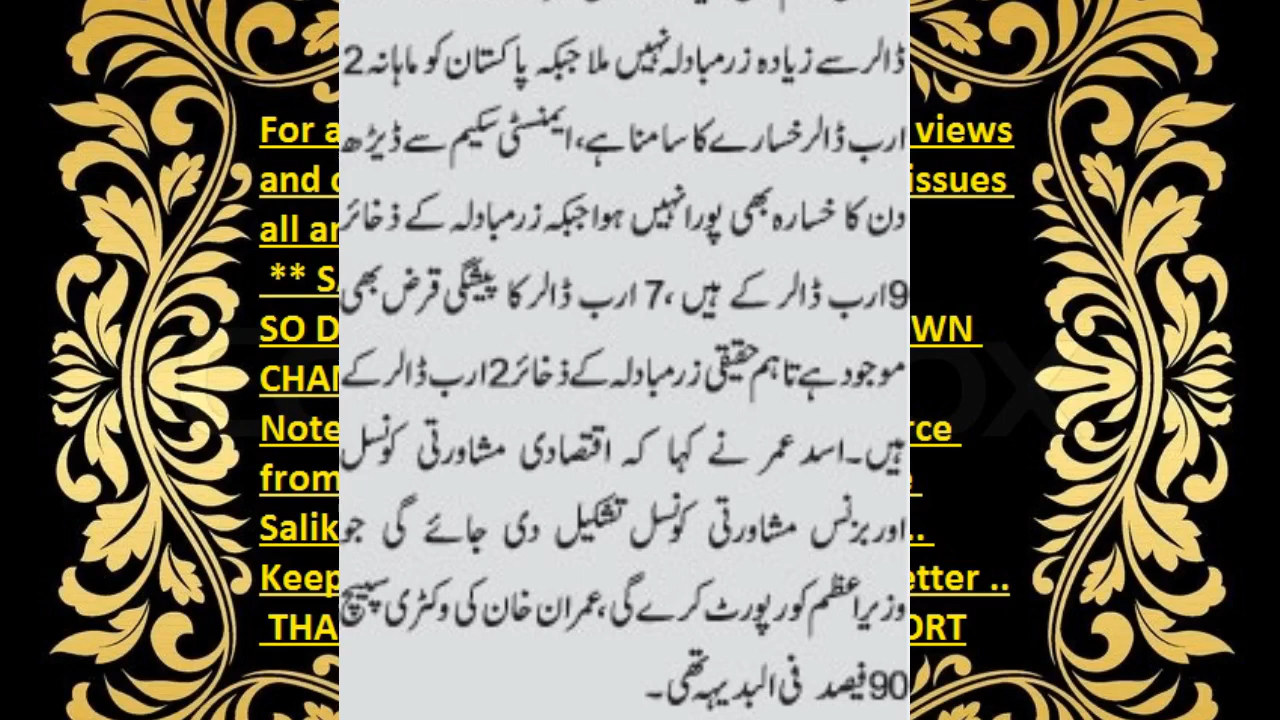 ڈالر سے زیادہ زرمبادلہ نہیں ملا جبکہ پاکستان کو ماہانہ 2
ارب ڈالر خسارے کا سامنا ہے، ایمنسٹی سکیم سے ڈیڑھ
دن کا خسارہ بھی پورا نہیں ہوا جبکہ زرمبادلہ کے ذخائر
9ارب ڈالر کے ہیں، 7 ارب ڈالر کا پیشگی قرض بھی
موجود ہے تاہم حقیقی زرمبادلہ کے ذخائر 2ارب ڈالر کے
ہیں۔ اسد عمر نے کہا کہ اقتصادی مشاورتی کونسل
اور بزنس مشاورتی کونسل تشکیل دی جائے گی جو
وزیراعظم کو رپورٹ کرے گی، عمران خان کی وکٹری سپیچ
90فیصد فی البدیہہ تھی۔
For a
views
and
issues
all
** S
SO D
WN
CHA
Note
rce
from
Salik
..
Keep
etter ..
THA
ORT